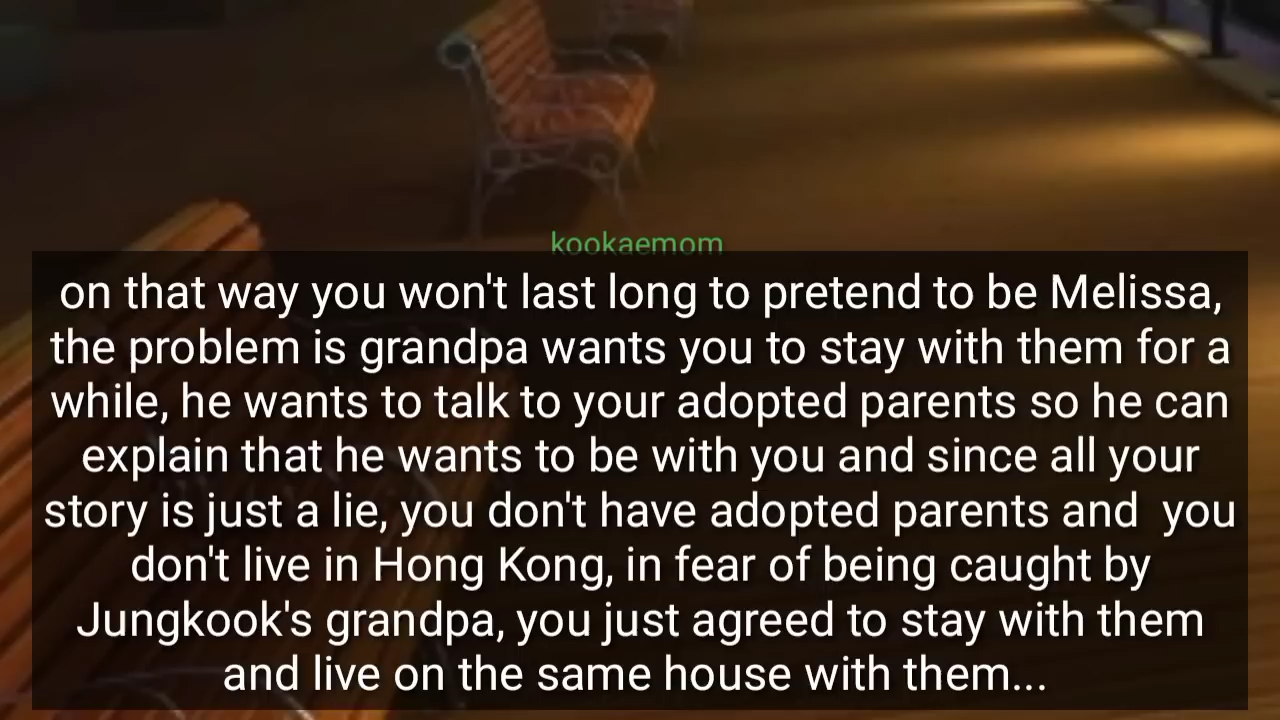 kookaemom
on that way you won't last long to pretend to be Melissa,
the problem is grandpa wants you to stay with them for a
while, he wants to talk to your adopted parents so he can
explain that he wants to be with you and since all your
story is just a lie, you don't have adopted parents and  you
don't live in Hong Kong, in fear of being caught by
Jungkook's grandpa, you just agreed to stay with them
and live on the same house with them...